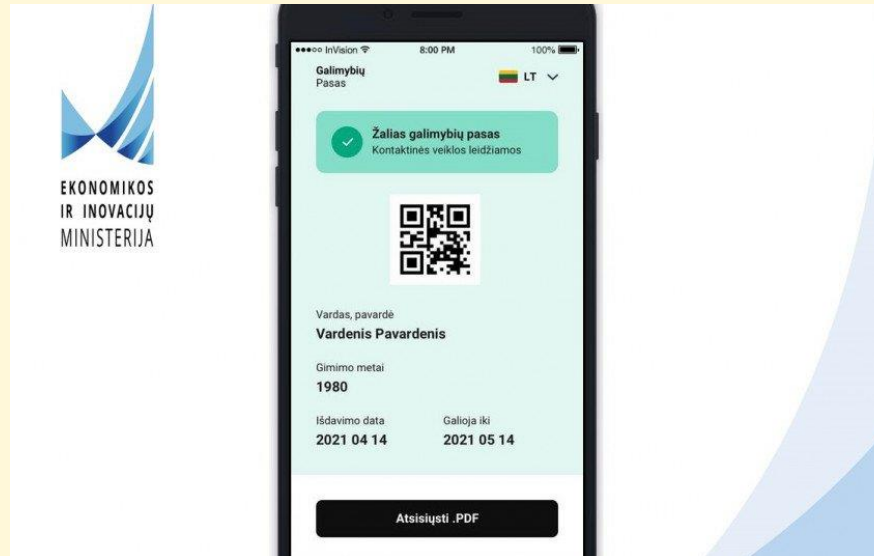 EKONOMIKOS
IR INOVACIJŲ
MINISTERIJA
InVision 8:00 PM 100%
Galimybių
Pasas
LT
Žalias galimybių pasas
Kontaktinės veiklos leidžiamos
Vardas, pavardė
Vardenis Pavardenis
Gimimo metai
1980
Išdavimo data Galioja iki
2021 04 14 2021 05 14
Atsisiųsti .PDF